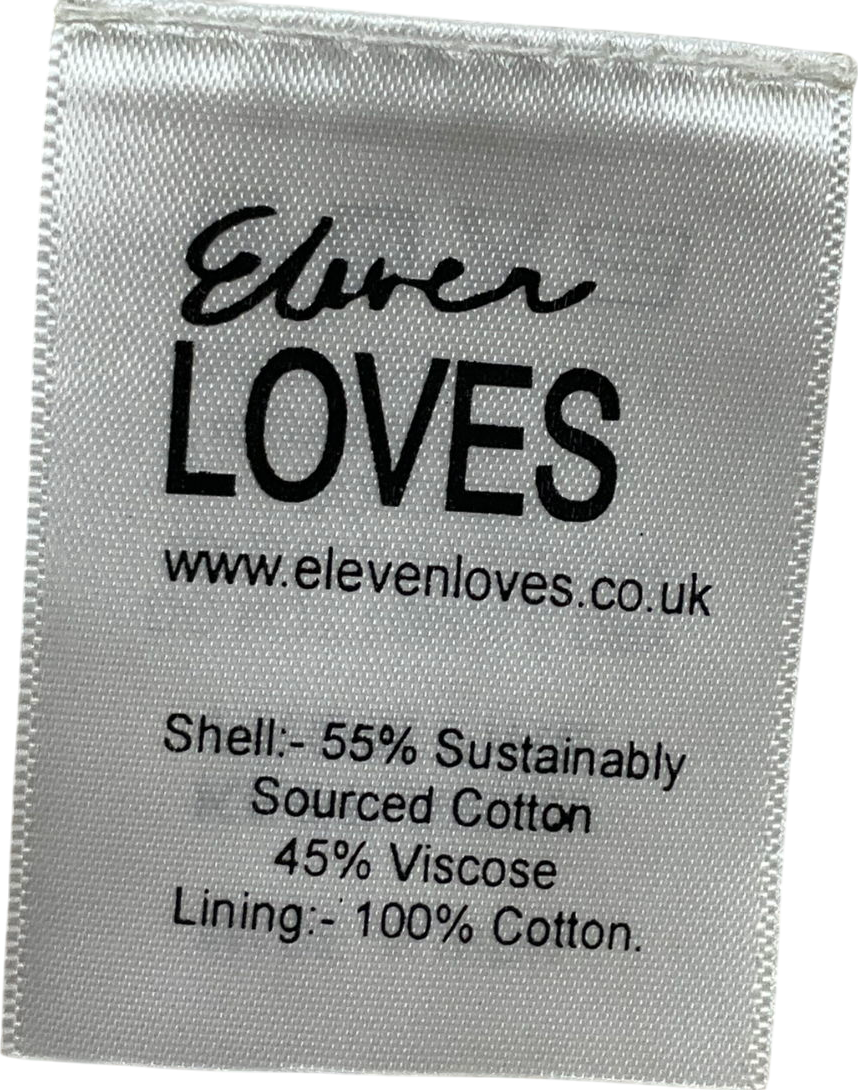 Eleven
LOVES
www.elevenloves.co.uk
Shell:- 55% Sustainably
Sourced Cotton
45% Viscose
Lining:- 100% Cotton.